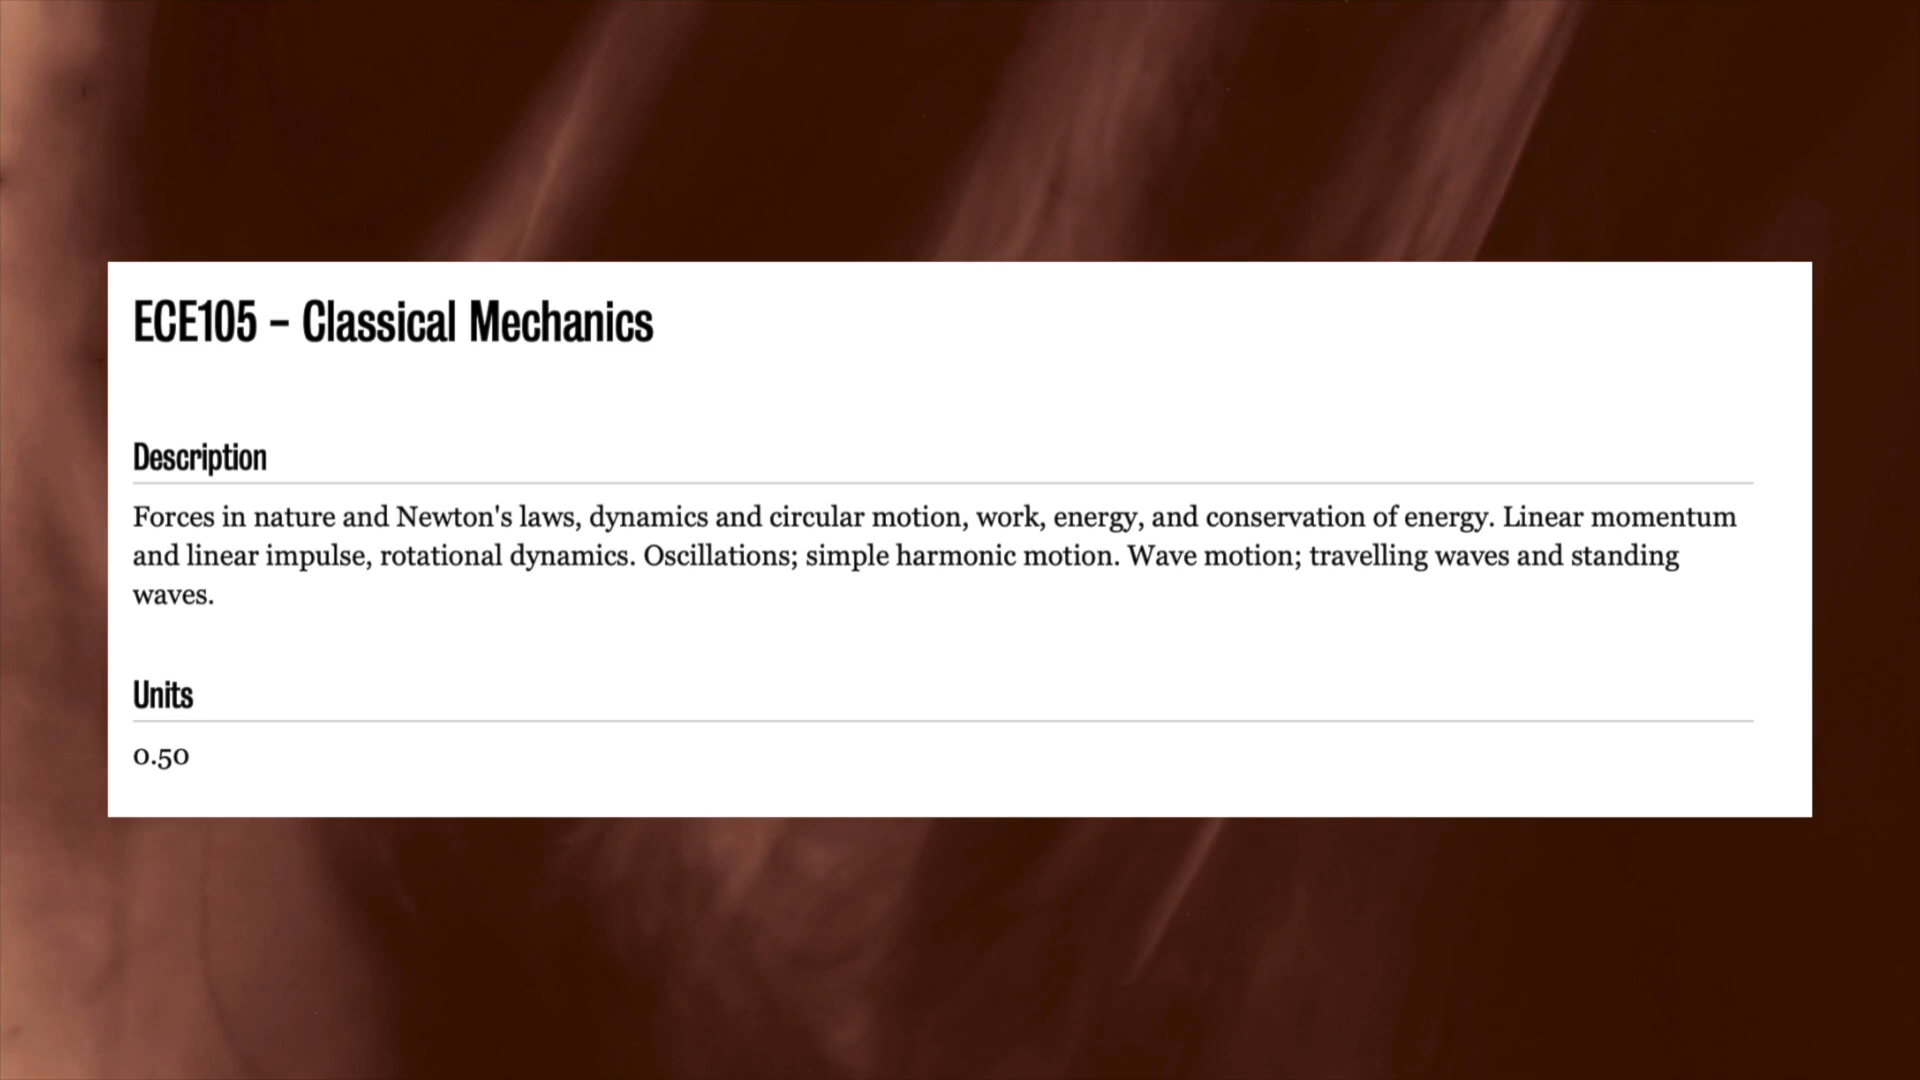 ECE105 – Classical Mechanics
Description
Forces in nature and Newton's laws, dynamics and circular motion, work, energy, and conservation of energy. Linear momentum
and linear impulse, rotational dynamics. Oscillations; simple harmonic motion. Wave motion; travelling waves and standing
waves.
Units
0.50